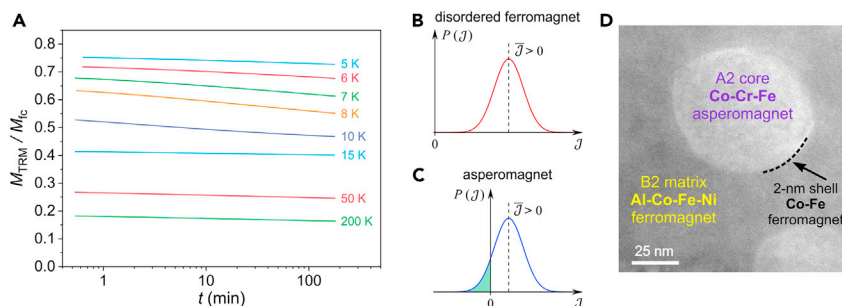 A
0.8
0.7
0.6
0.5
0.4
0.3
0.2
0.1
0.0
M_TRM / M_fc
5 K
6 K
7 K
8 K
10 K
15 K
50 K
200 K
1
10
100
t (min)
B
disordered ferromagnet
P (𝒥)
𝒥̅ > 0
0
𝒥
C
asperomagnet
P (𝒥)
𝒥̅ > 0
0
𝒥
D
A2 core
Co-Cr-Fe
asperomagnet
B2 matrix
Al-Co-Fe-Ni
ferromagnet
2-nm shell
Co-Fe
ferromagnet
25 nm